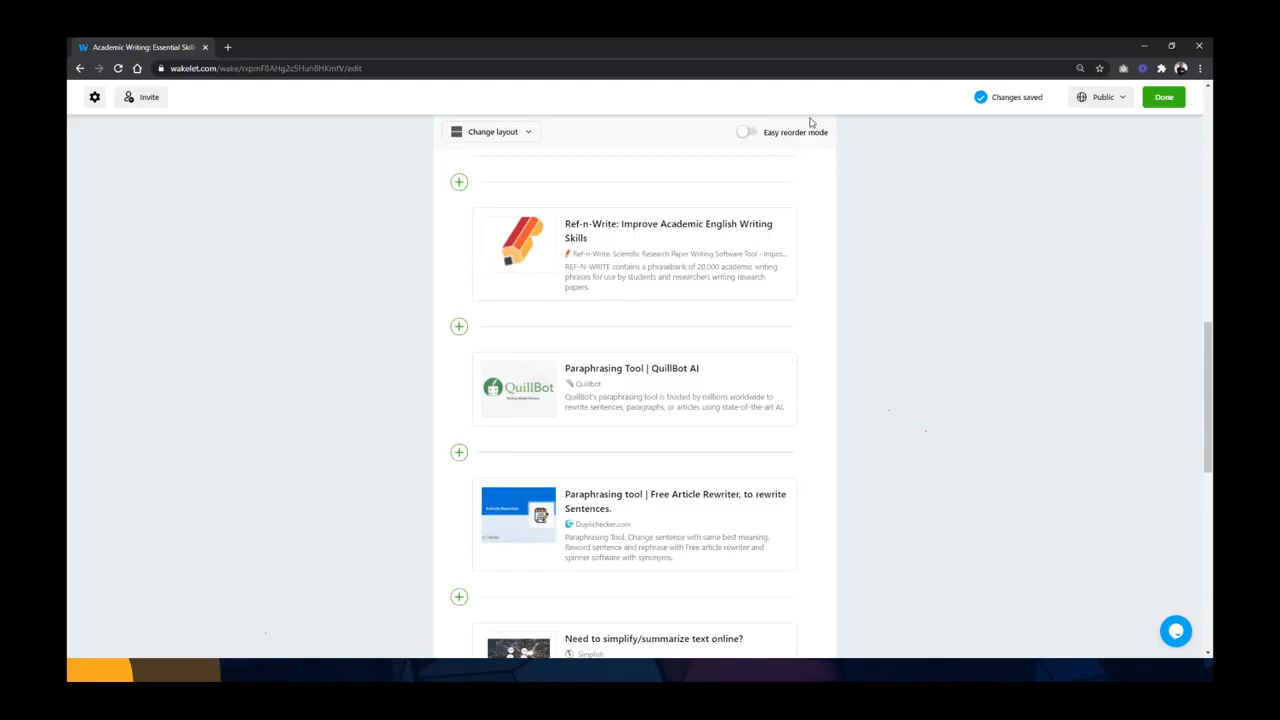 Academic Writing: Essential Skill
wakelet.com/wake/rxpmF8AHg2c5Huh8HKmfV/edit
Invite
Changes saved
Public
Done
Change layout
Easy reorder mode
Ref-n-Write: Improve Academic English Writing
Skills
Ref-n-Write: Scientific Research Paper Writing Software Tool - Impro...
REF-N-WRITE contains a phrasebank of 20,000 academic writing
phrases for use by students and researchers writing research
papers.
QuillBot
Paraphrasing Tool | QuillBot AI
Quillbot
QuillBot's paraphrasing tool is trusted by millions worldwide to
rewrite sentences, paragraphs, or articles using state-of-the-art AI.
Article Rewriter
Paraphrasing tool | Free Article Rewriter, to rewrite
Sentences.
Duplichecker.com
Paraphrasing Tool. Change sentence with same best meaning.
Reword sentence and rephrase with Free article rewriter and
spinner software with synonyms.
Need to simplify/summarize text online?
Simplish